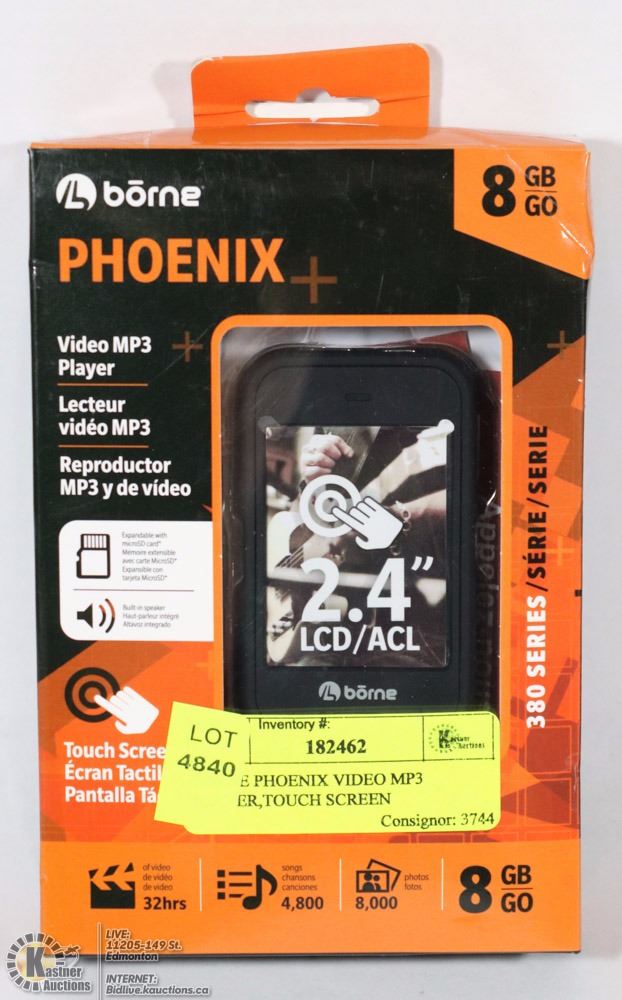 börne
8 GB
GO
PHOENIX
Video MP3
Player
Lecteur
vidéo MP3
Reproductor
MP3 y de vídeo
Expandable with
microSD card*
Mémoire extensible
avec carte MicroSD*
Expansible con
tarjeta MicroSD*
Built-in speaker
Haut-parleur intégré
Altavoz integrado
2.4"
LCD/ACL
börne
380 SERIES/SÉRIE/SERIE
Touch Scree
Écran Tactil
Pantalla Tá
LOT
4840
Inventory #:
182462
Kastner
Auctions
E PHOENIX VIDEO MP3
ER,TOUCH SCREEN
Consignor: 3744
of video
de vidéo
de video
32hrs
songs
chansons
canciones
4,800
photos
fotos
8,000
8 GB
GO
Kastner
Auctions
LIVE:
11205-149 St.
Edmonton
INTERNET:
Bidlive.kauctions.ca